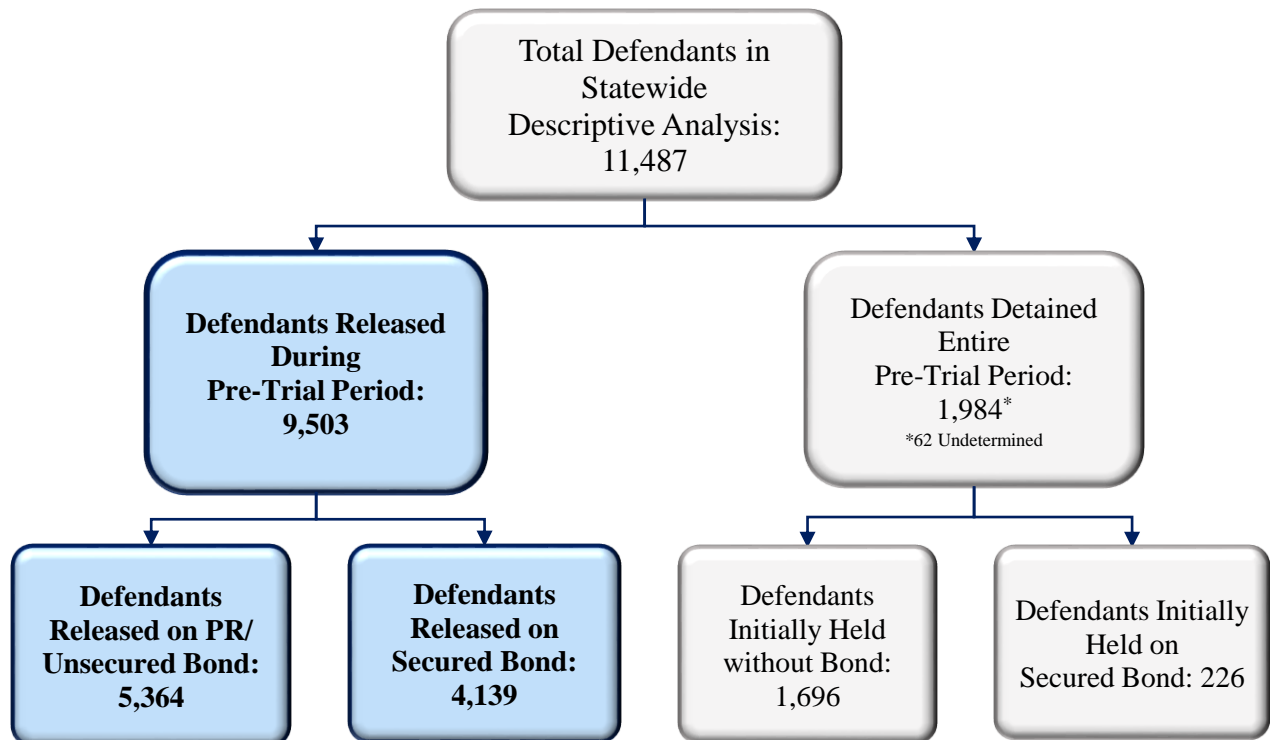 Total Defendants in
Statewide
Descriptive Analysis:
11,487
Defendants Released
During
Pre-Trial Period:
9,503
Defendants Detained
Entire
Pre-Trial Period:
1,984*
*62 Undetermined
Defendants
Released on PR/
Unsecured Bond:
5,364
Defendants
Released on
Secured Bond:
4,139
Defendants
Initially Held
without Bond:
1,696
Defendants Initially
Held on
Secured Bond: 226